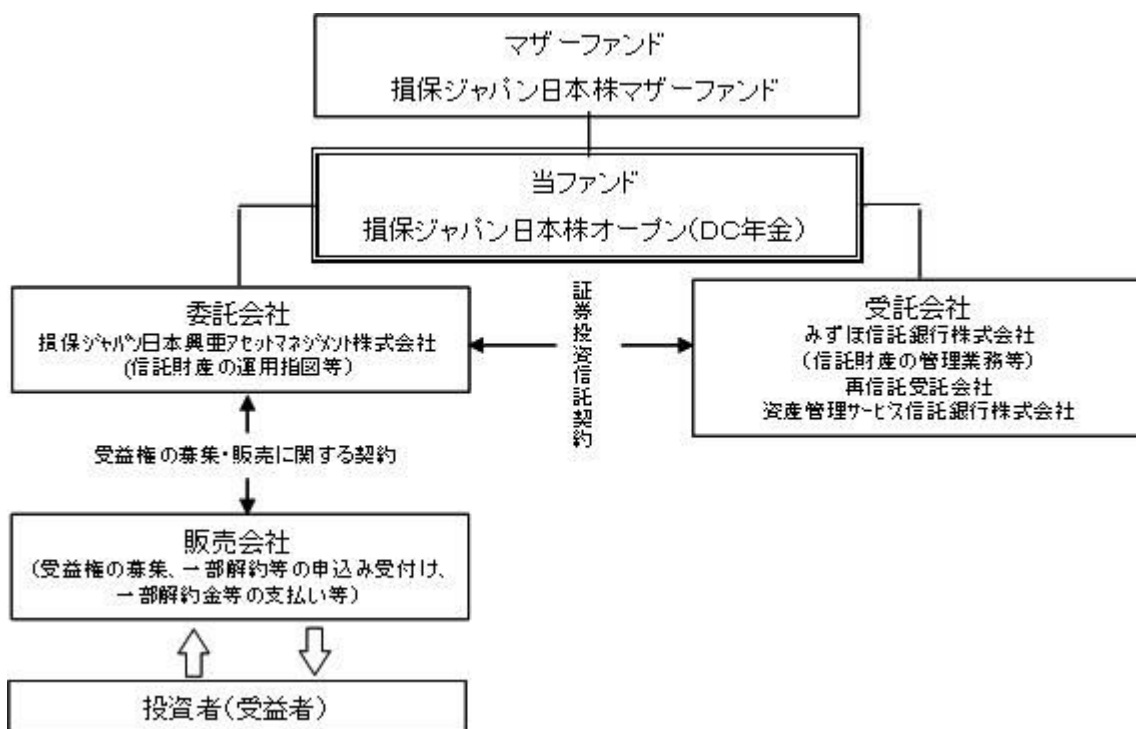 マザーファンド
損保ジャパン日本株マザーファンド
当ファンド
損保ジャパン日本株オープン(DC年金)
委託会社
損保ジャパン日本興亜アセットマネジメント株式会社
(信託財産の運用指図等)
証券投資信託契約
受託会社
みずほ信託銀行株式会社
(信託財産の管理業務等)
再信託受託会社
資産管理サービス信託銀行株式会社
受益権の募集・販売に関する契約
販売会社
(受益権の募集、一部解約等の申込み受付け、
一部解約金等の支払い等)
投資者(受益者)